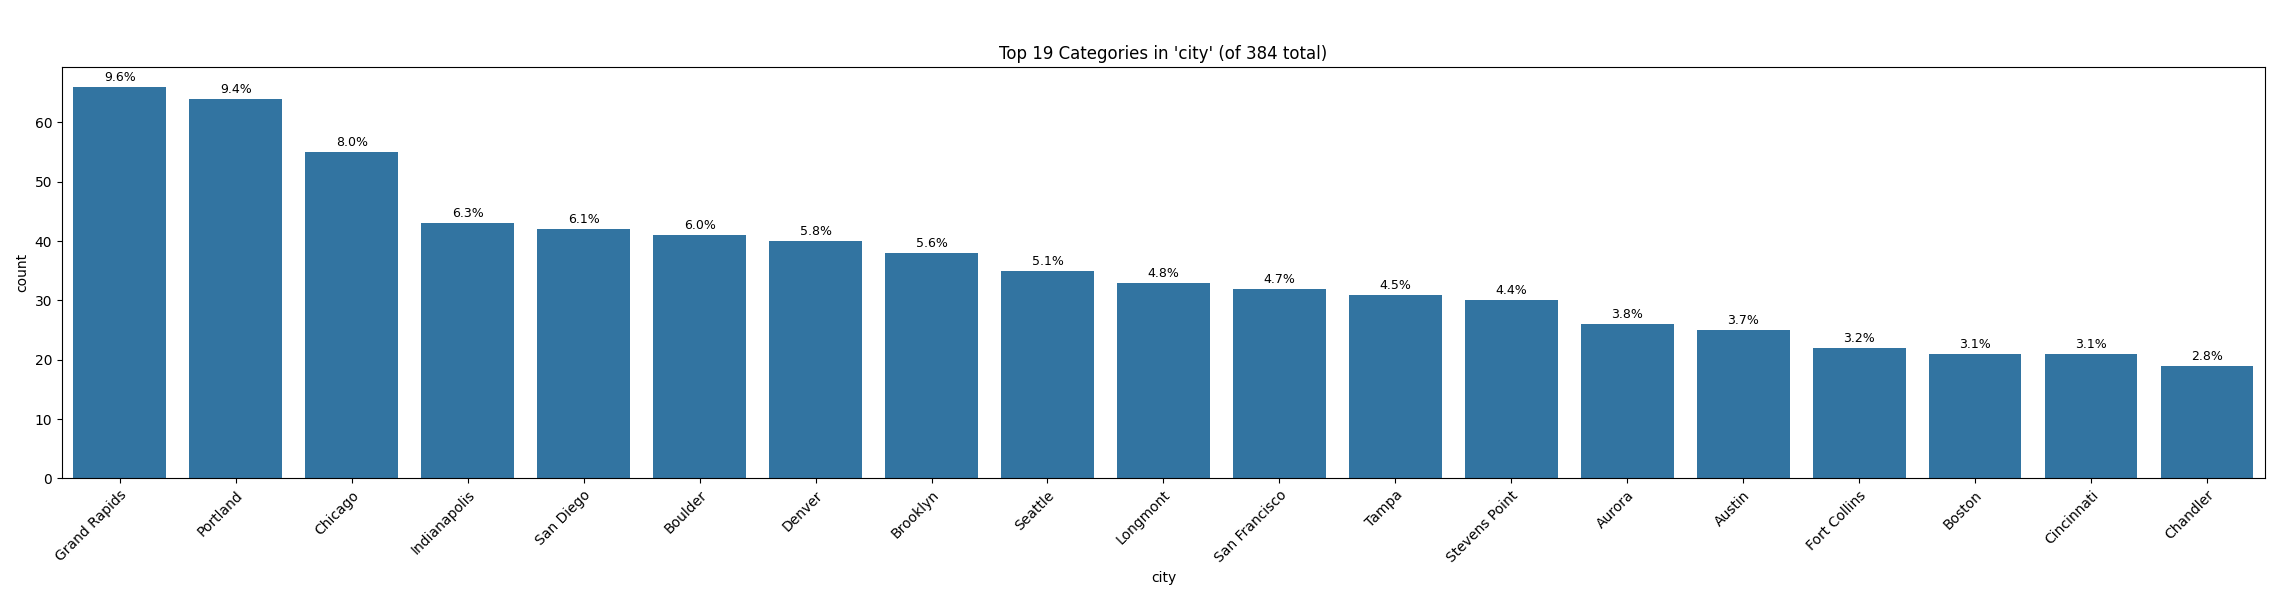 Top 19 Categories in 'city' (of 384 total)
9.6%
9.4%
8.0%
6.3%
6.1%
6.0%
5.8%
5.6%
5.1%
4.8%
4.7%
4.5%
4.4%
3.8%
3.7%
3.2%
3.1%
3.1%
2.8%
60
50
40
30
20
10
0
count
Grand Rapids
Portland
Chicago
Indianapolis
San Diego
Boulder
Denver
Brooklyn
Seattle
Longmont
San Francisco
Tampa
Stevens Point
Aurora
Austin
Fort Collins
Boston
Cincinnati
Chandler
city